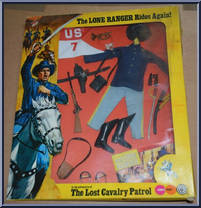 The LONE RANGER Rides Again!
US
7
The Lost Cavalry Patrol